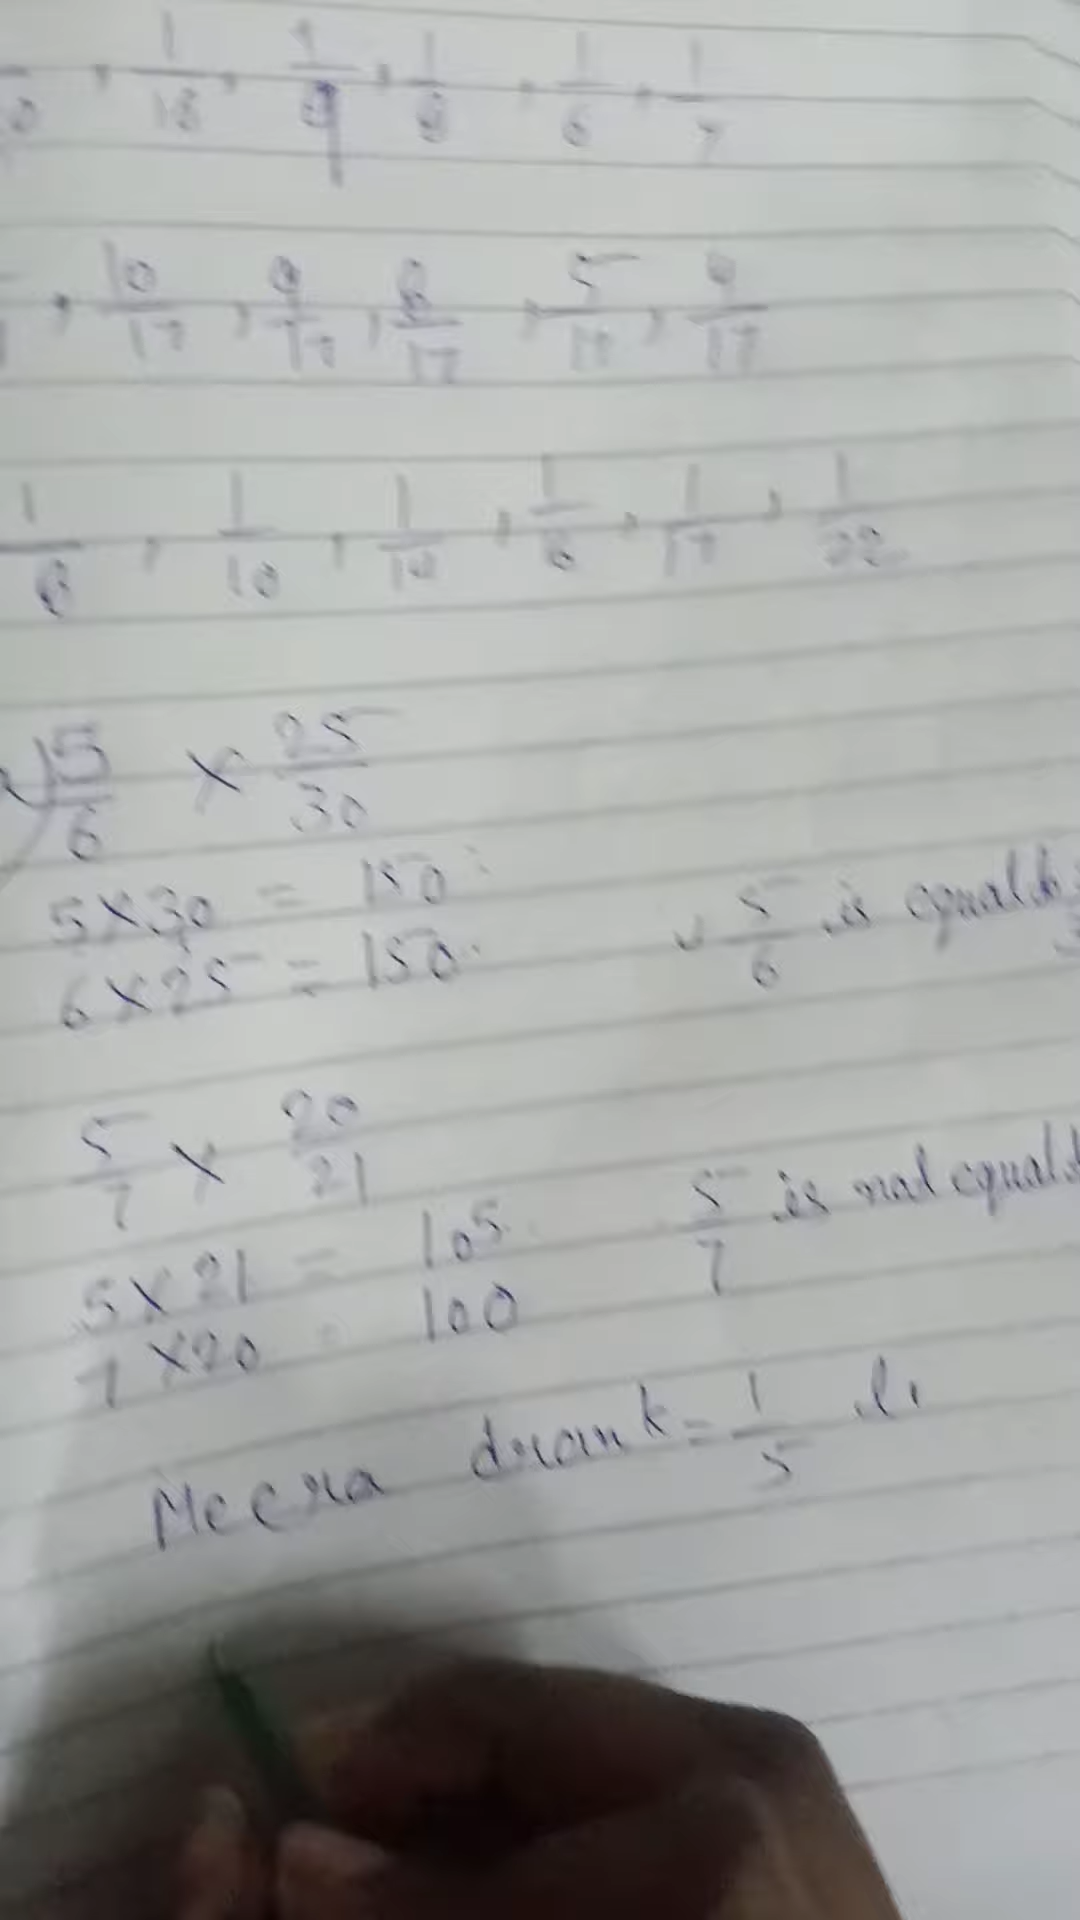 , 1/18, 1/9, 1/8, 1/6, 1/7
, 10/17, 9/17, 8/17, 5/17, 4/17
1/6, 1/10, 1/12, 1/6, 1/17, 1/22
5/6 × 25/30
5×30 = 150
6×25 = 150
5/6 is equal to
5/7 × 20/21
5×21 = 105
7×20 100
5/7 is nat equal
Meera drank = 1/5 l.